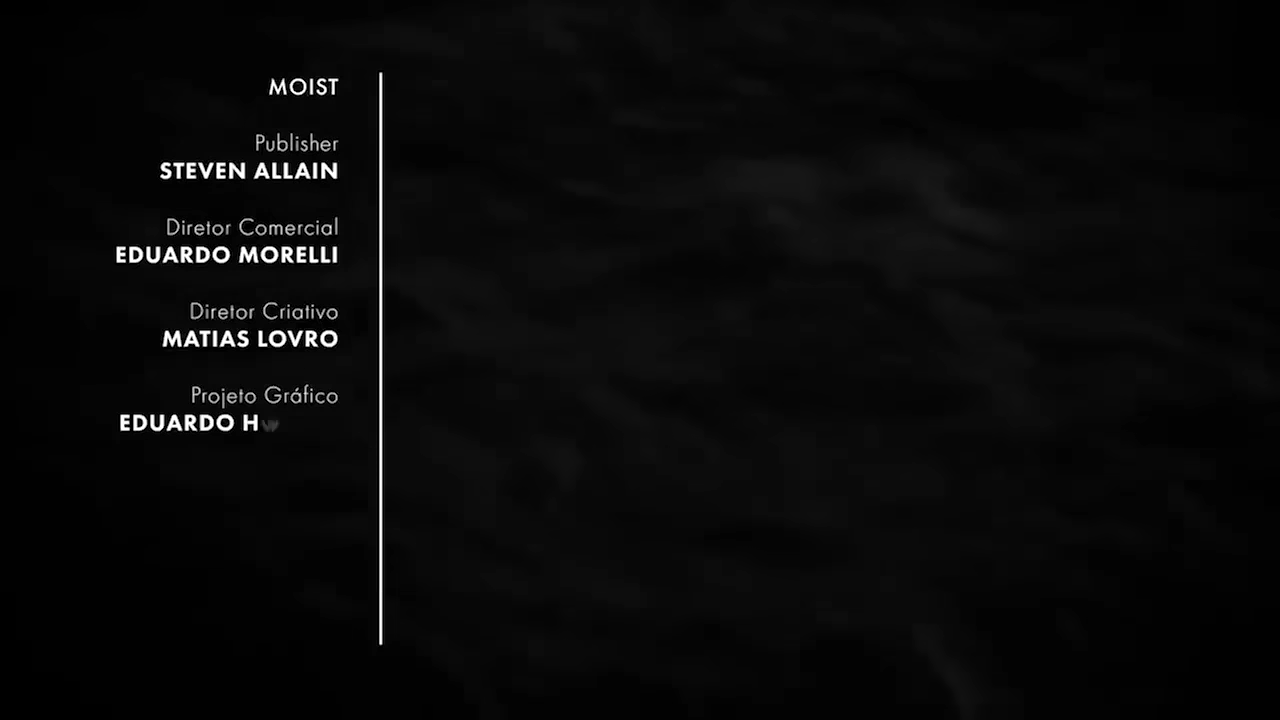 MOIST
Publisher
STEVEN ALLAIN
Diretor Comercial
EDUARDO MORELLI
Diretor Criativo
MATIAS LOVRO
Projeto Gráfico
EDUARDO